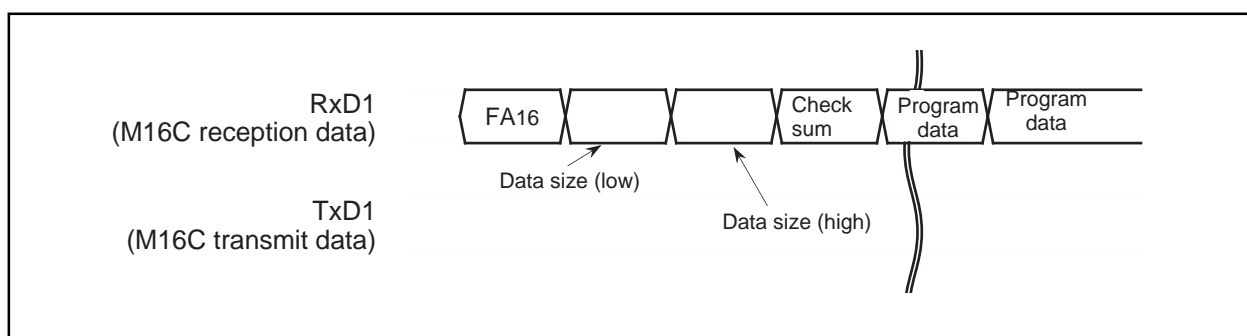 RxD1
(M16C reception data)
FA16
Check
sum
Program
data
Program
data
Data size (low)
Data size (high)
TxD1
(M16C transmit data)